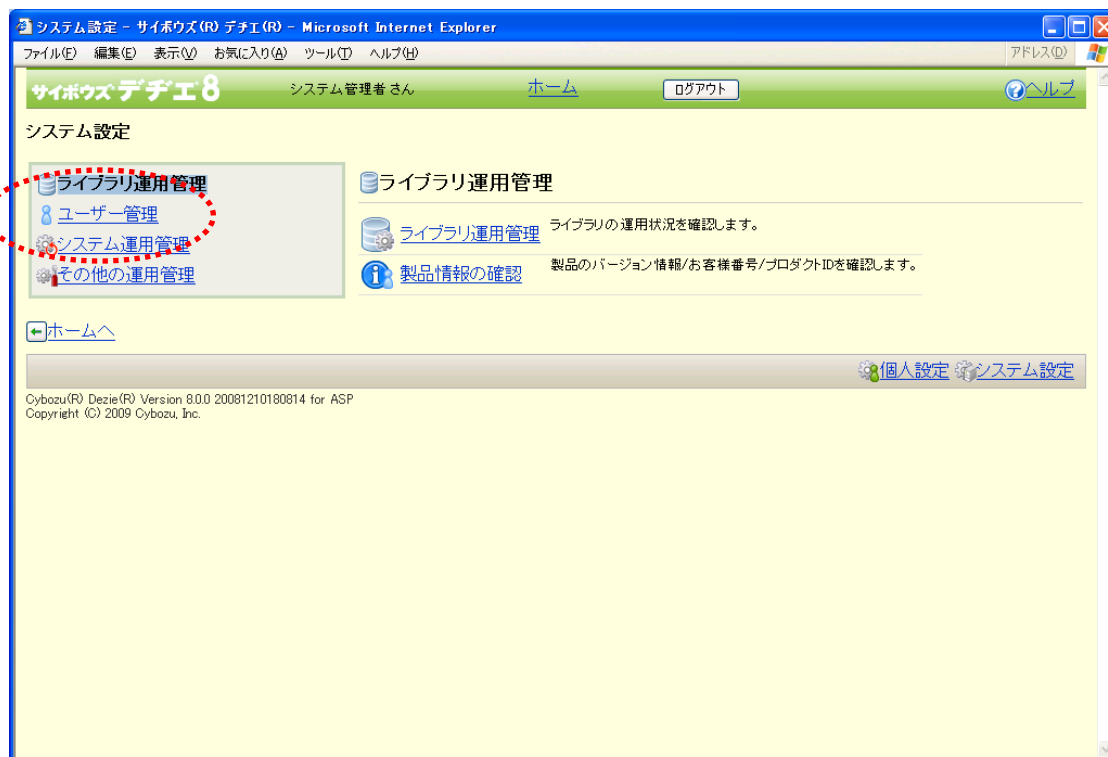 システム設定 - サイボウズ(R) デヂエ(R) - Microsoft Internet Explorer
ファイル(F) 編集(E) 表示(V) お気に入り(A) ツール(T) ヘルプ(H) アドレス(D)
サイボウズ デヂエ8 システム管理者 さん ホーム ログアウト ヘルプ
システム設定
ライブラリ運用管理
ユーザー管理
システム運用管理
その他の運用管理
ライブラリ運用管理
ライブラリ運用管理 ライブラリの運用状況を確認します。
製品情報の確認 製品のバージョン情報/お客様番号/プロダクトIDを確認します。
ホームへ
個人設定 システム設定
Cybozu(R) Dezie(R) Version 8.0.0 20081210180814 for ASP
Copyright (C) 2009 Cybozu, Inc.